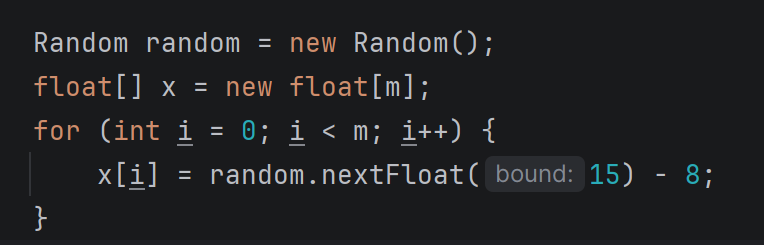 Random random = new Random();
float[] x = new float[m];
for (int i = 0; i < m; i++) {
    x[i] = random.nextFloat( bound: 15) - 8;
}